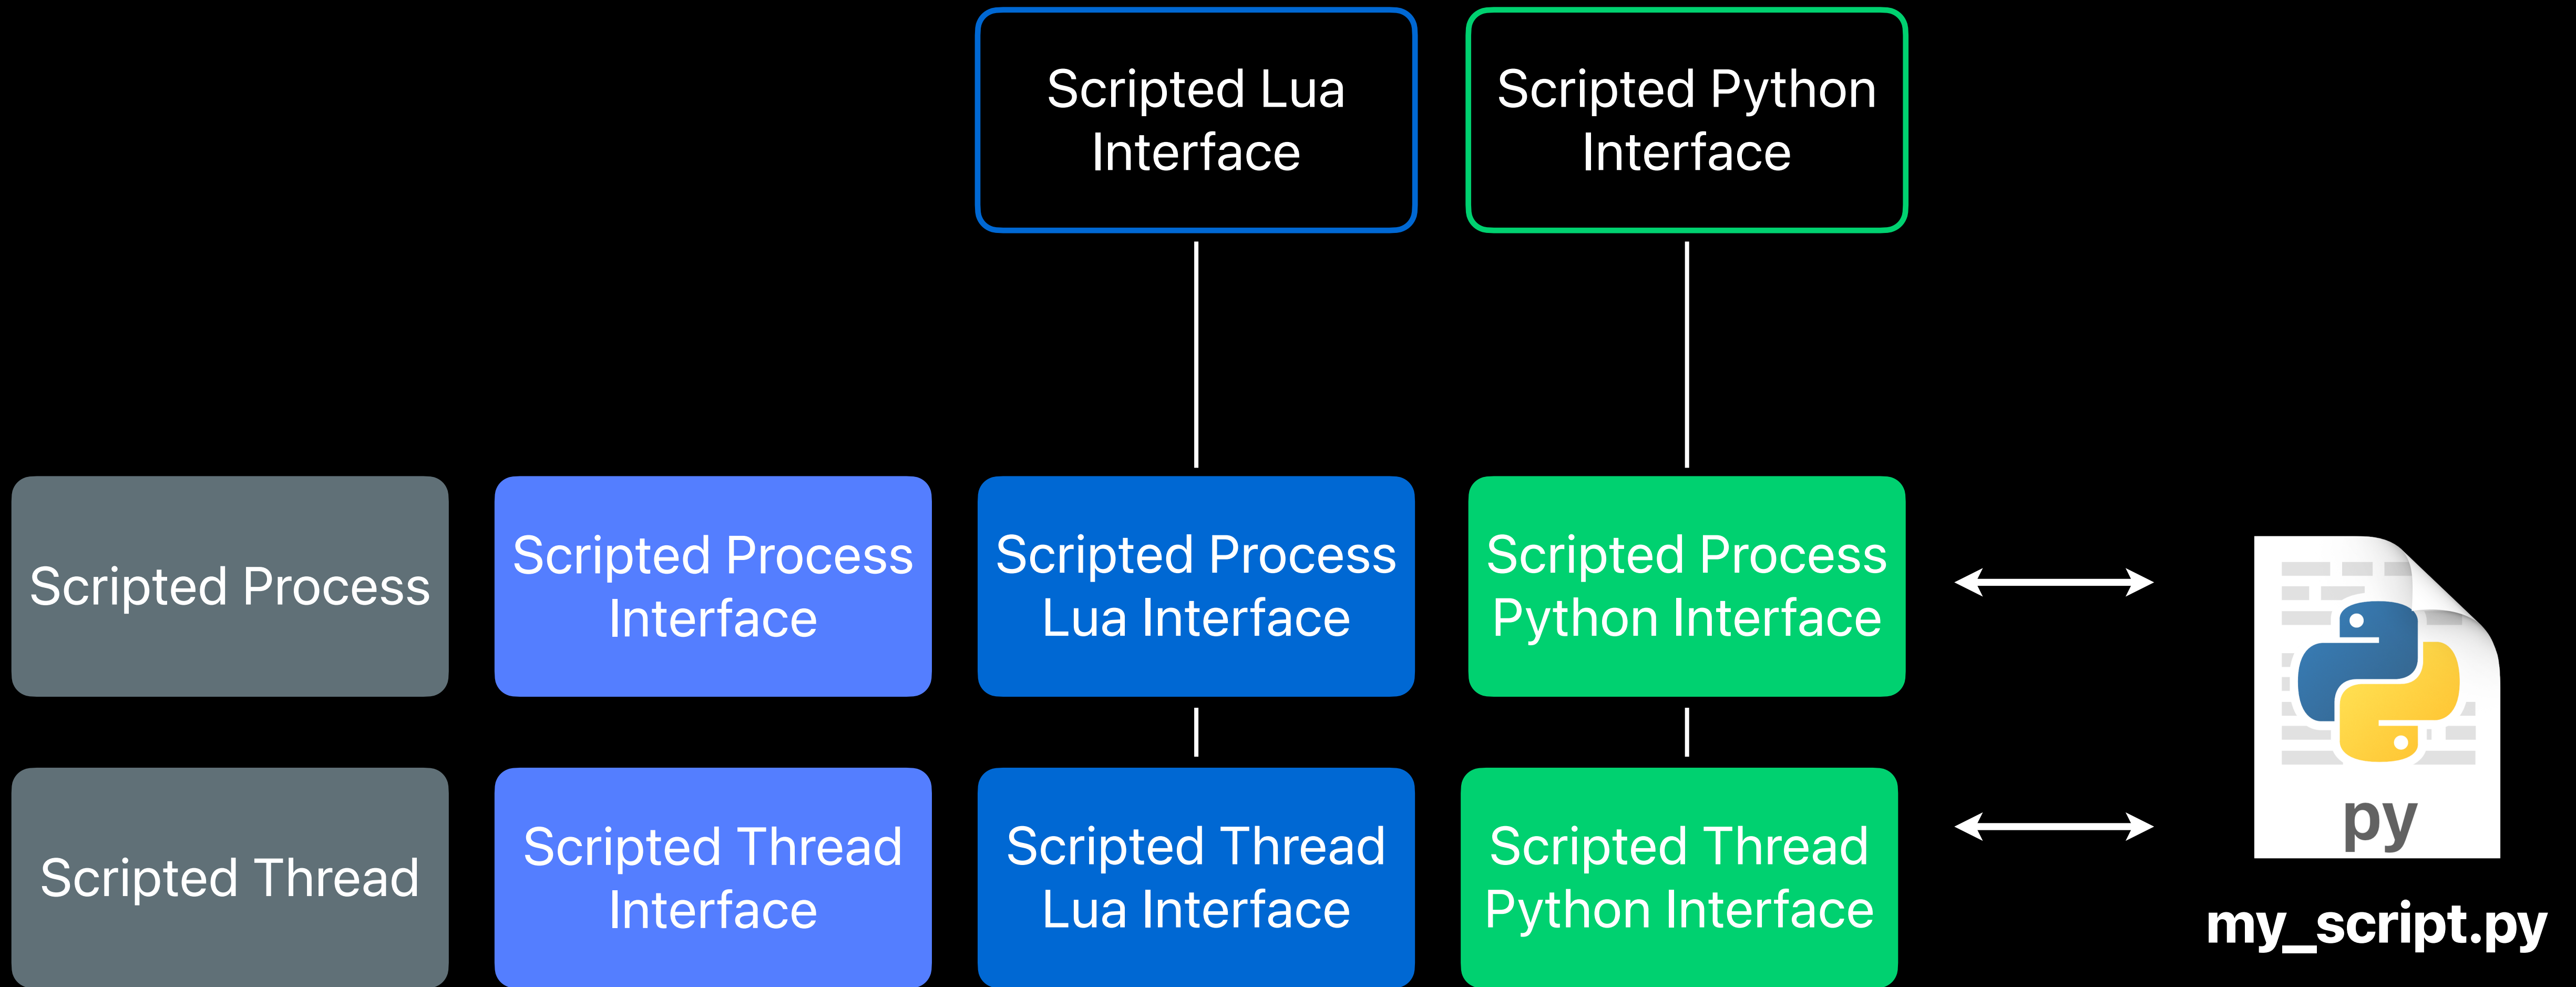 Scripted Lua
Interface
Scripted Python
Interface
Scripted Process
Scripted Process
Interface
Scripted Process
Lua Interface
Scripted Process
Python Interface
Scripted Thread
Scripted Thread
Interface
Scripted Thread
Lua Interface
Scripted Thread
Python Interface
py
my_script.py